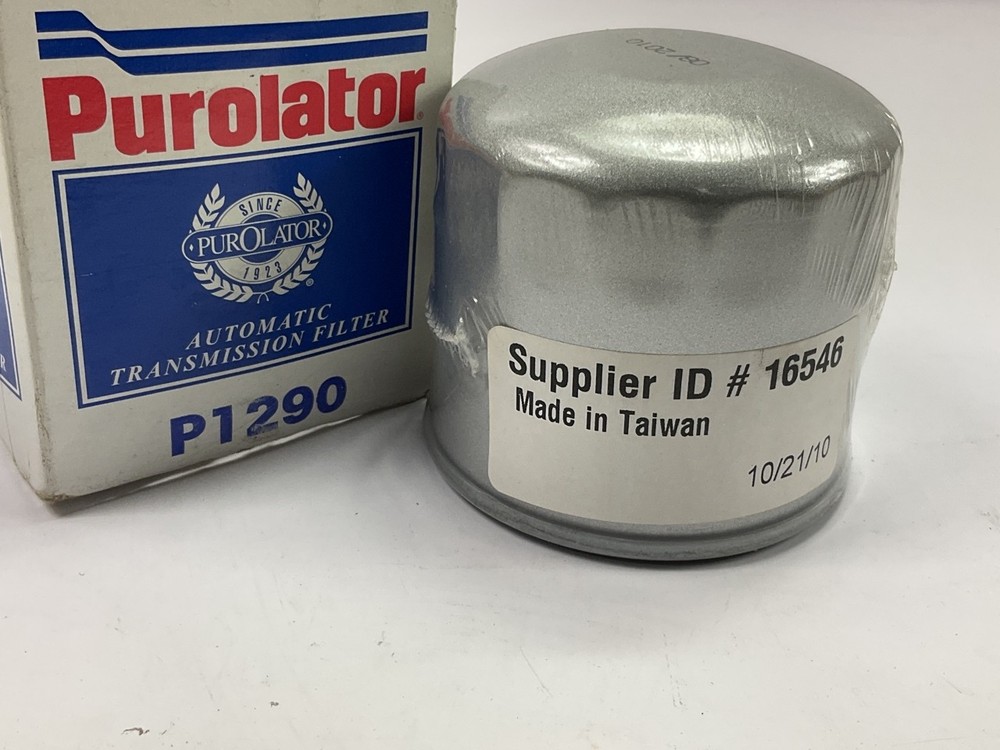 Purolator
SINCE
PUROLATOR
1923
AUTOMATIC
TRANSMISSION FILTER
P1290
R
Supplier ID # 16546
Made in Taiwan
10/21/10